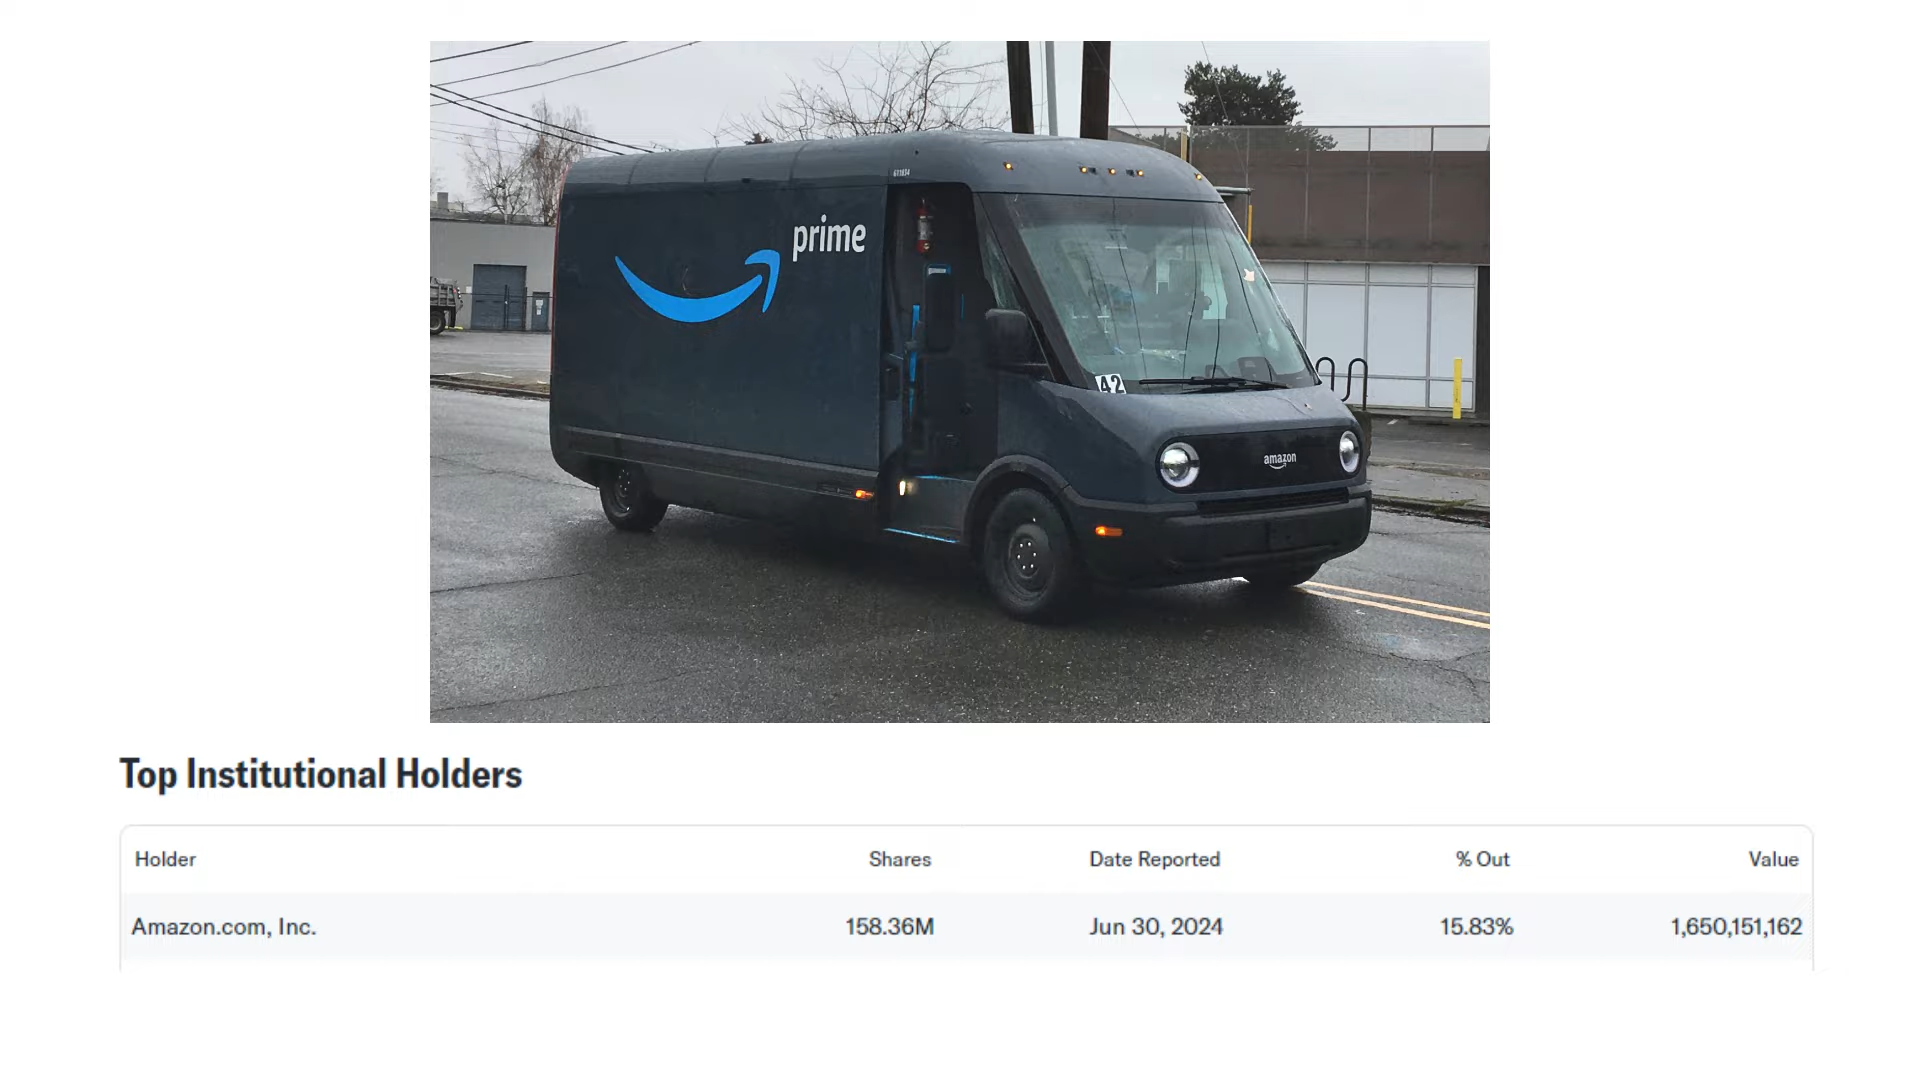 611034
prime
42
amazon
Top Institutional Holders
Holder Shares Date Reported % Out Value
Amazon.com, Inc. 158.36M Jun 30, 2024 15.83% 1,650,151,162